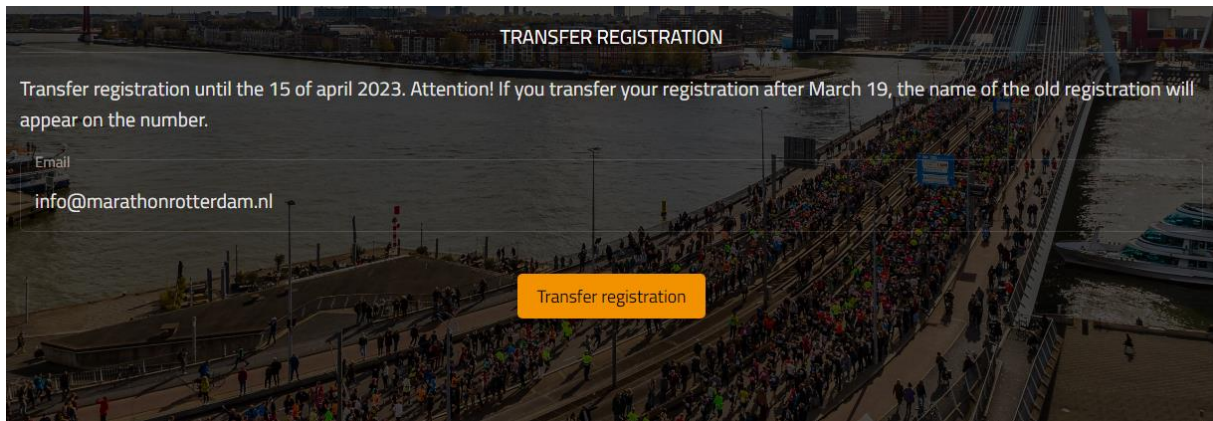 TRANSFER REGISTRATION
Transfer registration until the 15 of april 2023. Attention! If you transfer your registration after March 19, the name of the old registration will
appear on the number.
Email
info@marathonrotterdam.nl
Transfer registration